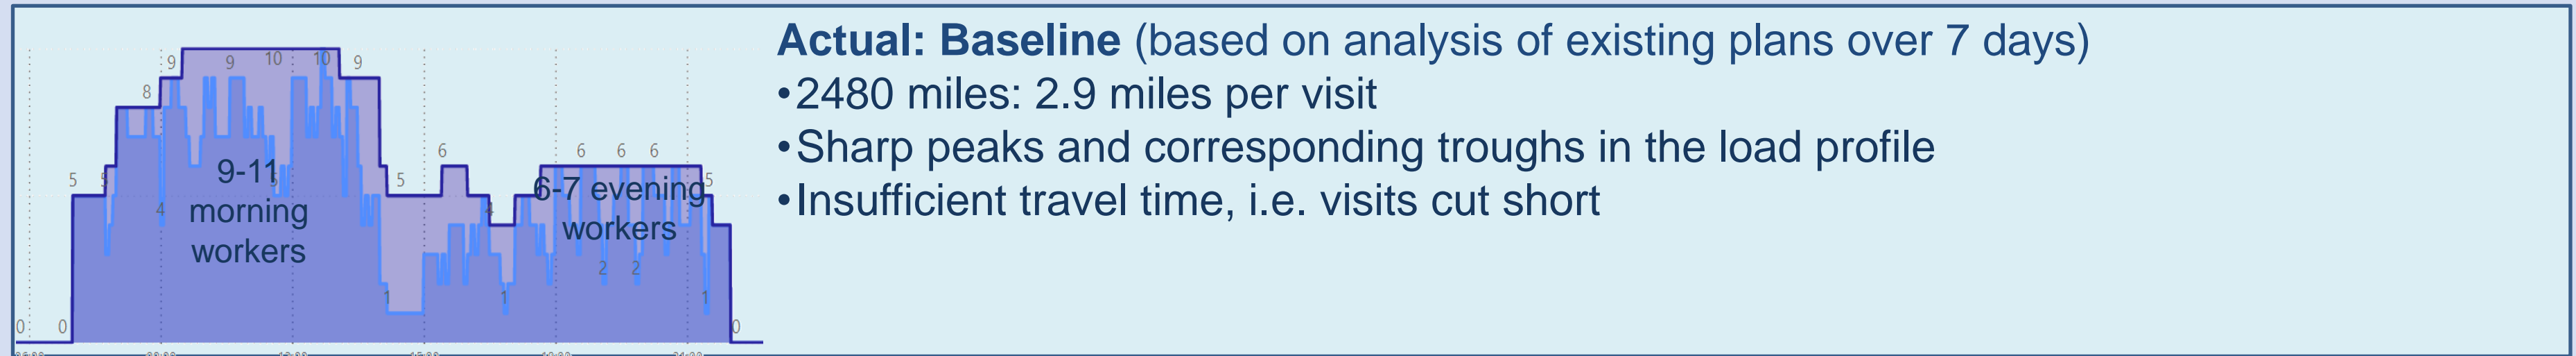 Actual: Baseline (based on analysis of existing plans over 7 days)
•2480 miles: 2.9 miles per visit
•Sharp peaks and corresponding troughs in the load profile
•Insufficient travel time, i.e. visits cut short
9 9 10 10 9
8
9-11
morning
workers
6-7 evening
workers
5 5 5 5 6 6 6 6 5
4 4
2 2
1 1 1
0 0 0